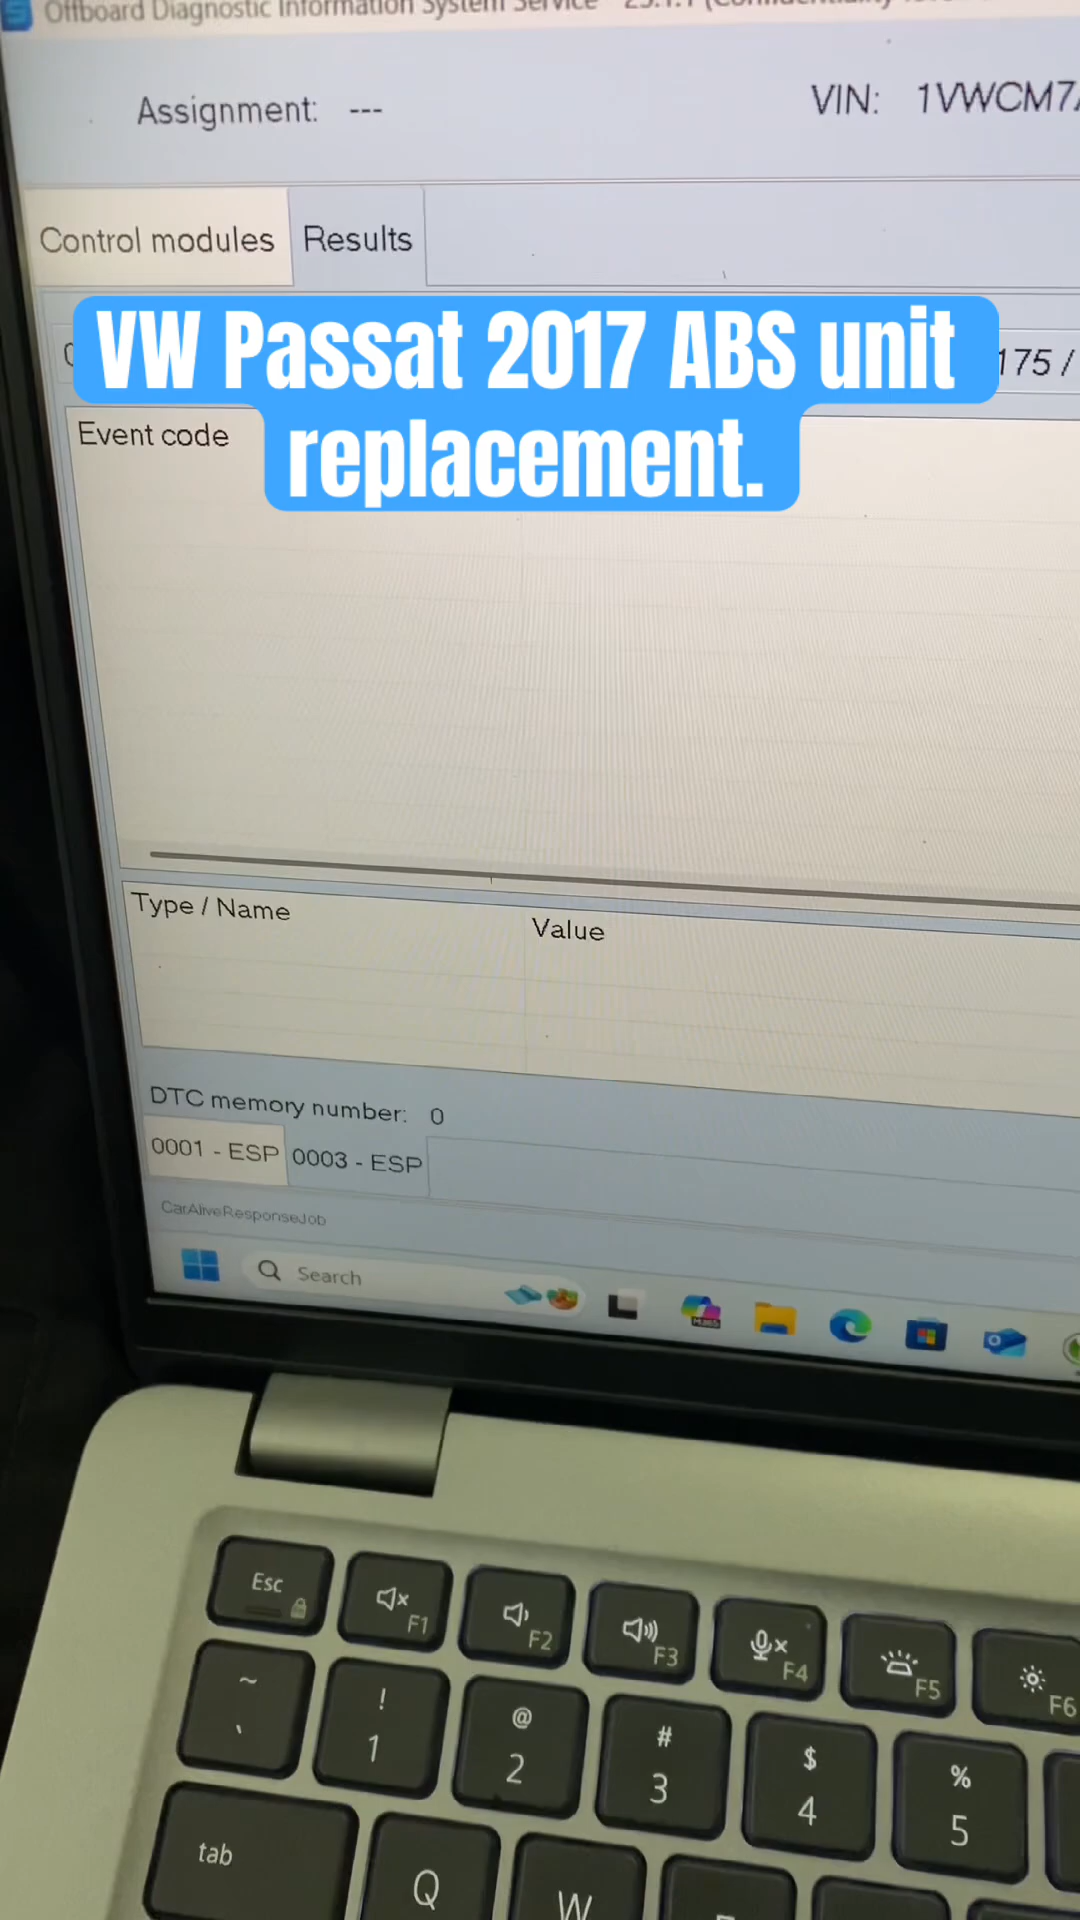 Offboard Diagnostic Information System Service
Assignment: ---
VIN: 1VWCM7
Control modules
Results
VW Passat 2017 ABS unit
replacement.
175 /
Event code
Type / Name
Value
DTC memory number: 0
0001 - ESP
0003 - ESP
CarAliveResponseJob
Search
Esc
F1
F2
F3
F4
F5
F6
~
`
!
1
@
2
#
3
$
4
%
5
tab
Q
W